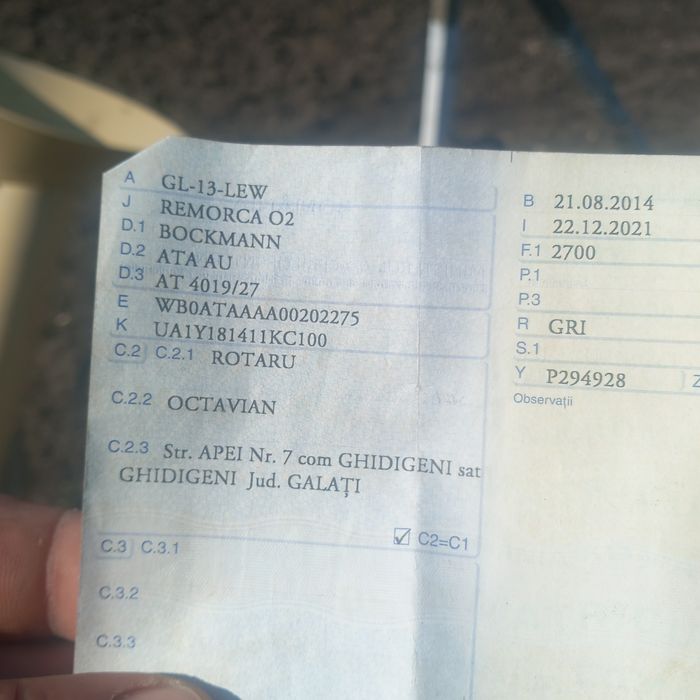 A GL-13-LEW
J REMORCA O2
D.1 BOCKMANN
D.2 ATA AU
D.3 AT 4019/27
E WB0ATAAAA00202275
K UA1Y181411KC100
C.2 C.2.1 ROTARU
C.2.2 OCTAVIAN
C.2.3 Str. APEI Nr. 7 com GHIDIGENI sat
GHIDIGENI Jud. GALAȚI
C2=C1
C.3 C.3.1
C.3.2
C.3.3
B 21.08.2014
I 22.12.2021
F.1 2700
P.1
P.3
R GRI
S.1
Y P294928 Z
Observații